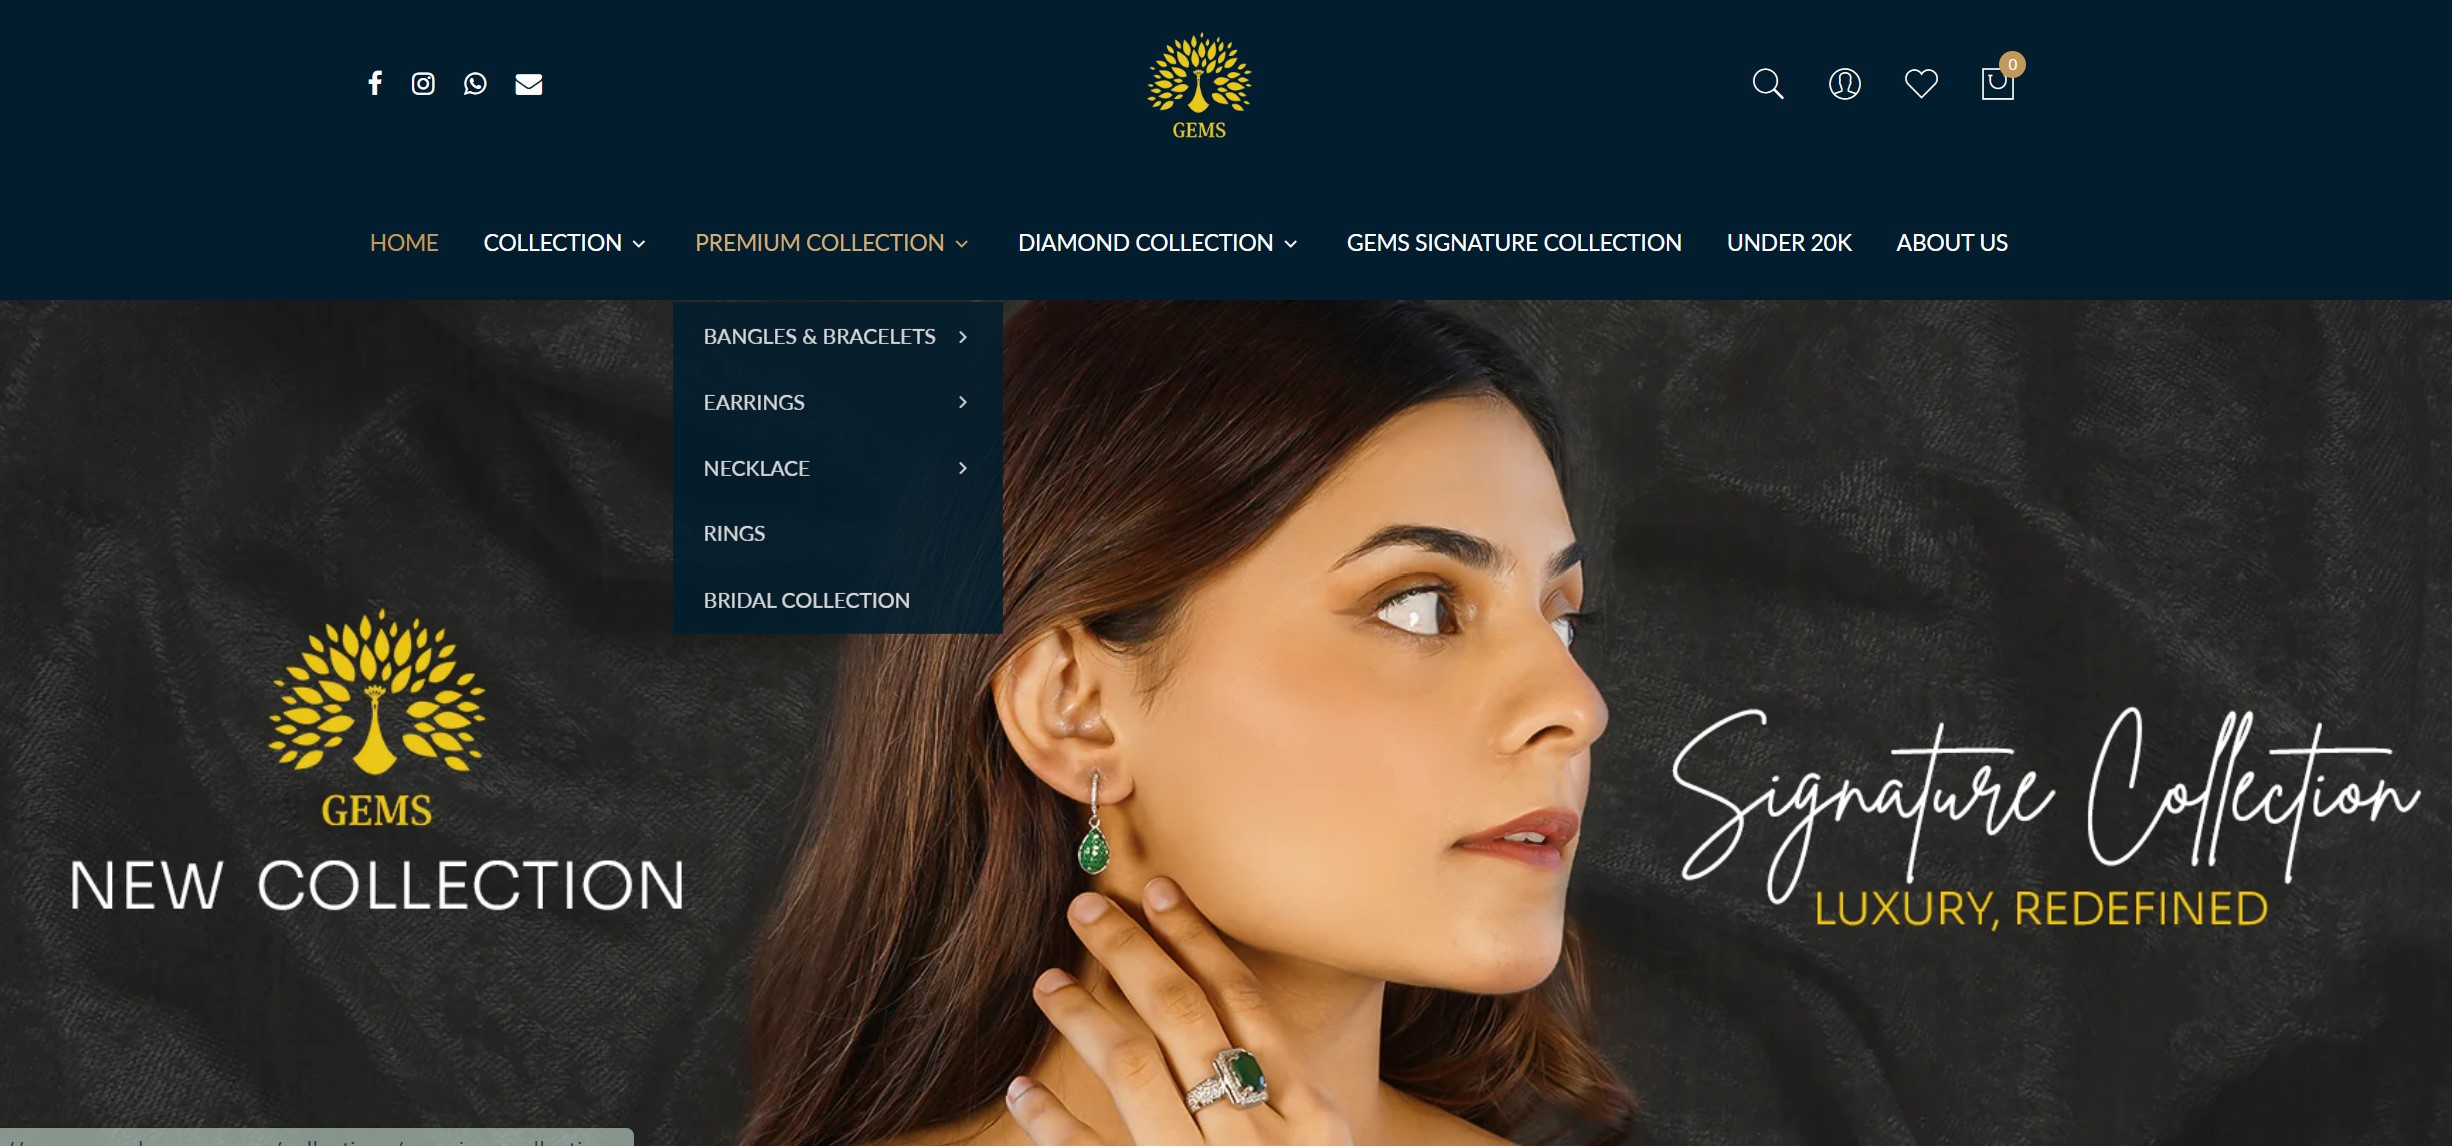 GEMS
0
HOME COLLECTION PREMIUM COLLECTION DIAMOND COLLECTION GEMS SIGNATURE COLLECTION UNDER 20K ABOUT US
BANGLES & BRACELETS
EARRINGS
NECKLACE
RINGS
BRIDAL COLLECTION
GEMS
NEW COLLECTION
Signature Collection
LUXURY, REDEFINED